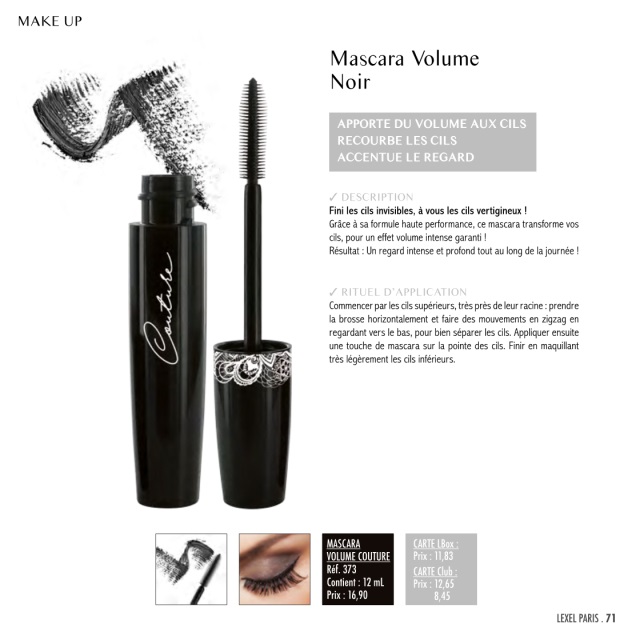 MAKE UP
Mascara Volume
Noir
APPORTE DU VOLUME AUX CILS
RECOURBE LES CILS
ACCENTUE LE REGARD
✓ DESCRIPTION
Fini les cils invisibles, à vous les cils vertigineux !
Grâce à sa formule haute performance, ce mascara transforme vos
cils, pour un effet volume intense garanti !
Résultat : Un regard intense et profond tout au long de la journée !
✓ RITUEL D'APPLICATION
Commencer par les cils supérieurs, très près de leur racine : prendre
la brosse horizontalement et faire des mouvements en zigzag en
regardant vers le bas, pour bien séparer les cils. Appliquer ensuite
une touche de mascara sur la pointe des cils. Finir en maquillant
très légèrement les cils inférieurs.
Couture
MASCARA
VOLUME COUTURE
Réf. 373
Contient : 12 mL
Prix : 16,90
CARTE LBox :
Prix : 11,83
CARTE Club :
Prix : 12,65
8,45
LEXEL PARIS . 71